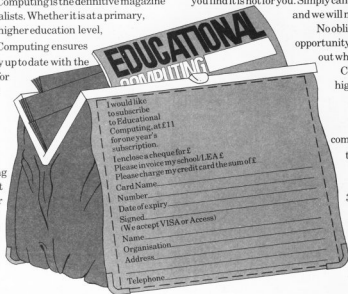 Computing is the definitive magazine
alists. Whether it is at a primary,
higher education level,
Computing ensures
y up to date with the
for
ng
t
r
you find it is not for you. Simply can
and we will n
No obli
opportunity
out wh
C
hig
com
t
EDUCATIONAL
COMPUTING
I would like
to subscribe
to Educational
Computing, at £11
for one year's
subscription.
I enclose a cheque for £
Please invoice my school/LEA £
Please charge my credit card the sum of £
Card Name
Number
Date of expiry
Signed
(We accept VISA or Access)
Name
Organisation
Address
Telephone